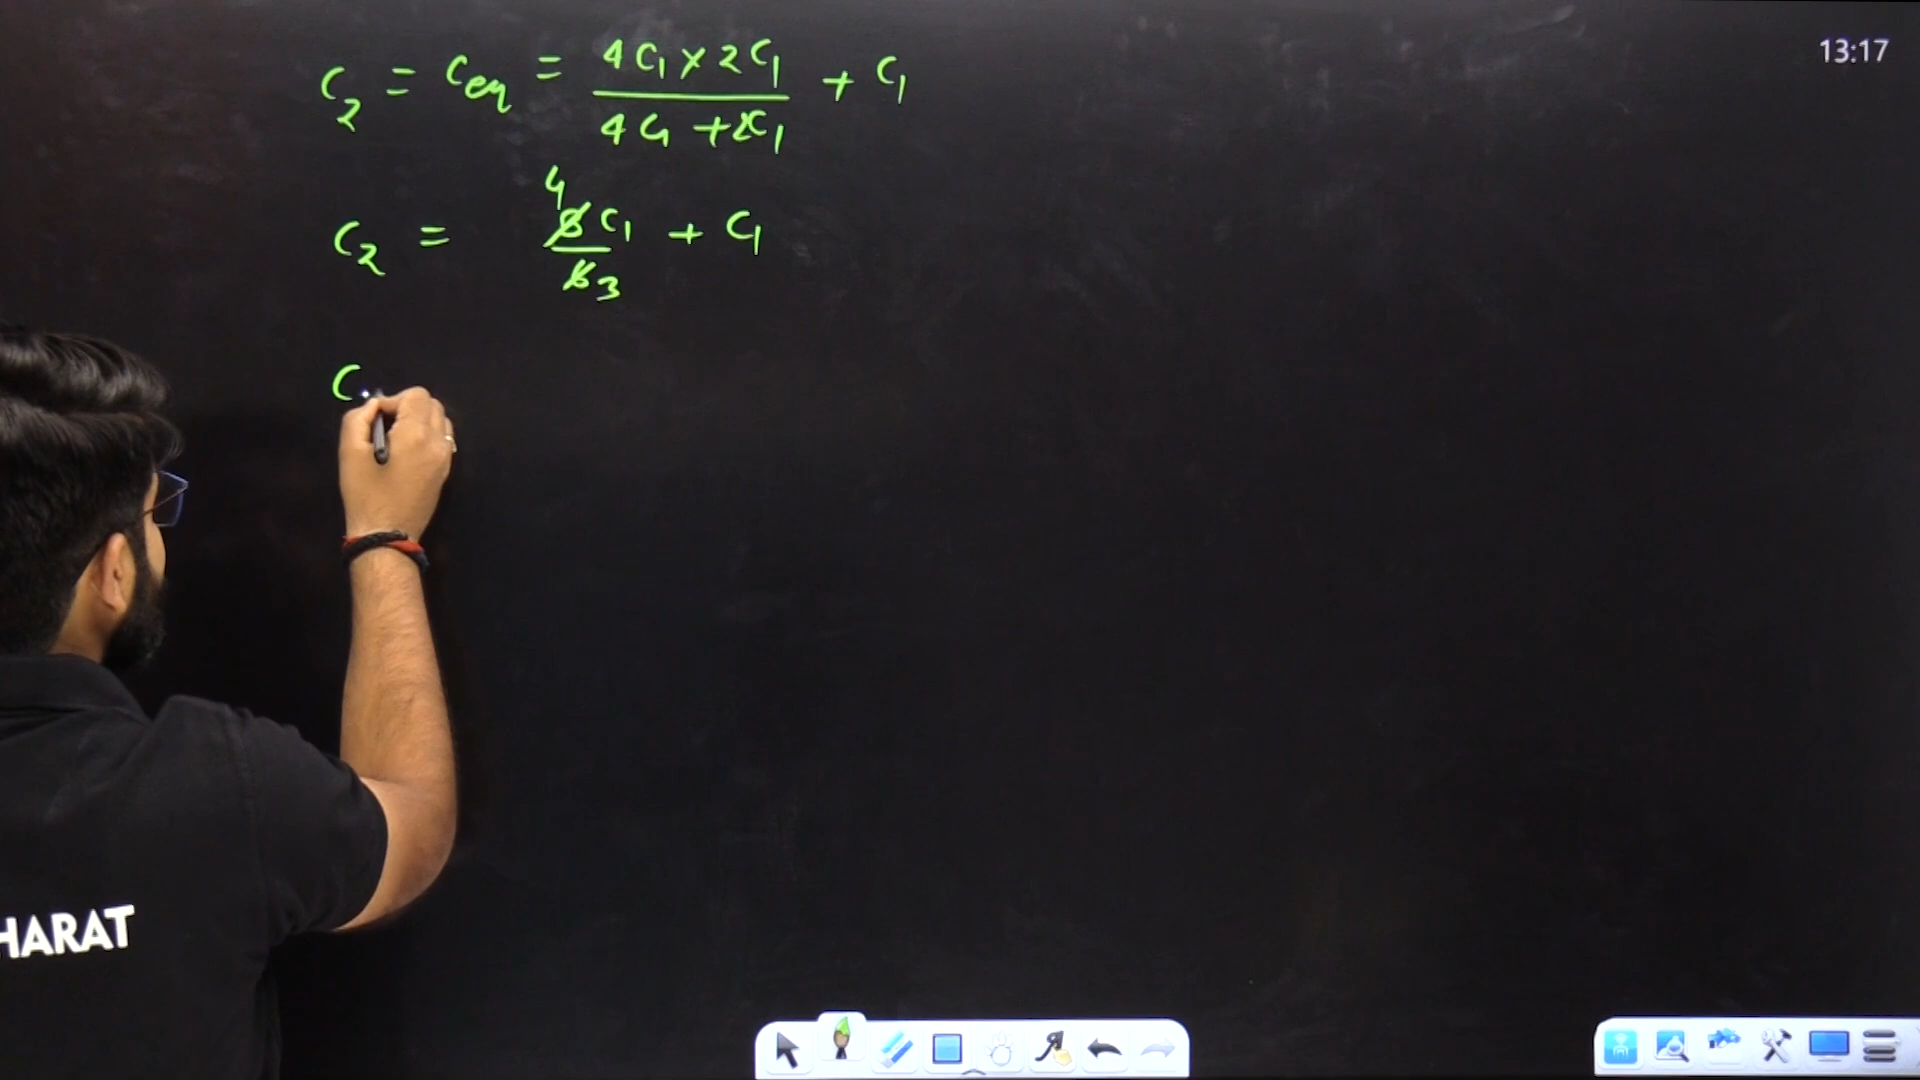 13:17
C₂ = Ceq = (4C₁ × 2C₁)/(4C₁ + 2C₁) + C₁
C₂ = 4 8C₁/6 3 + C₁
C
HARAT